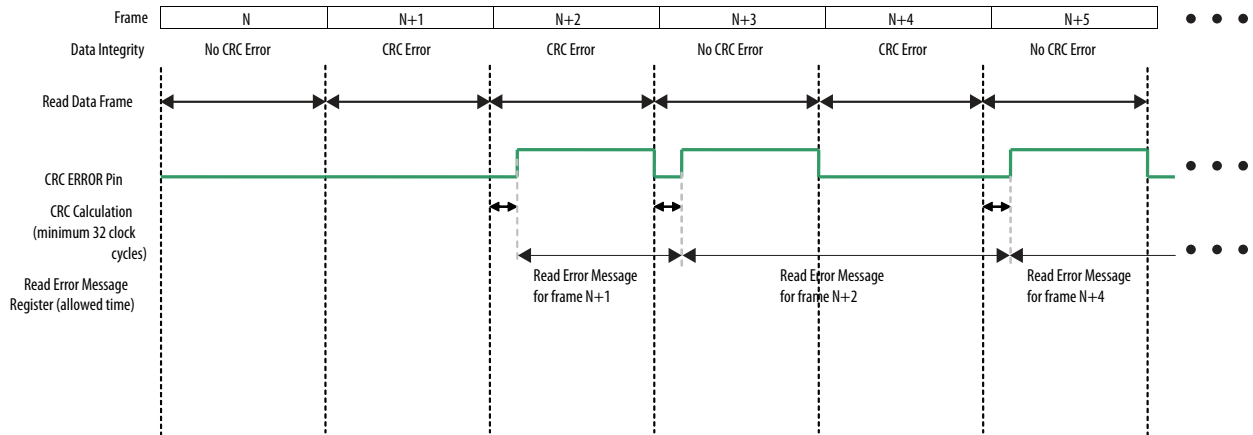 Frame N N+1 N+2 N+3 N+4 N+5
Data Integrity No CRC Error CRC Error CRC Error No CRC Error CRC Error No CRC Error
Read Data Frame
CRC ERROR Pin
CRC Calculation
(minimum 32 clock
cycles)
Read Error Message
Register (allowed time)
Read Error Message
for frame N+1
Read Error Message
for frame N+2
Read Error Message
for frame N+4